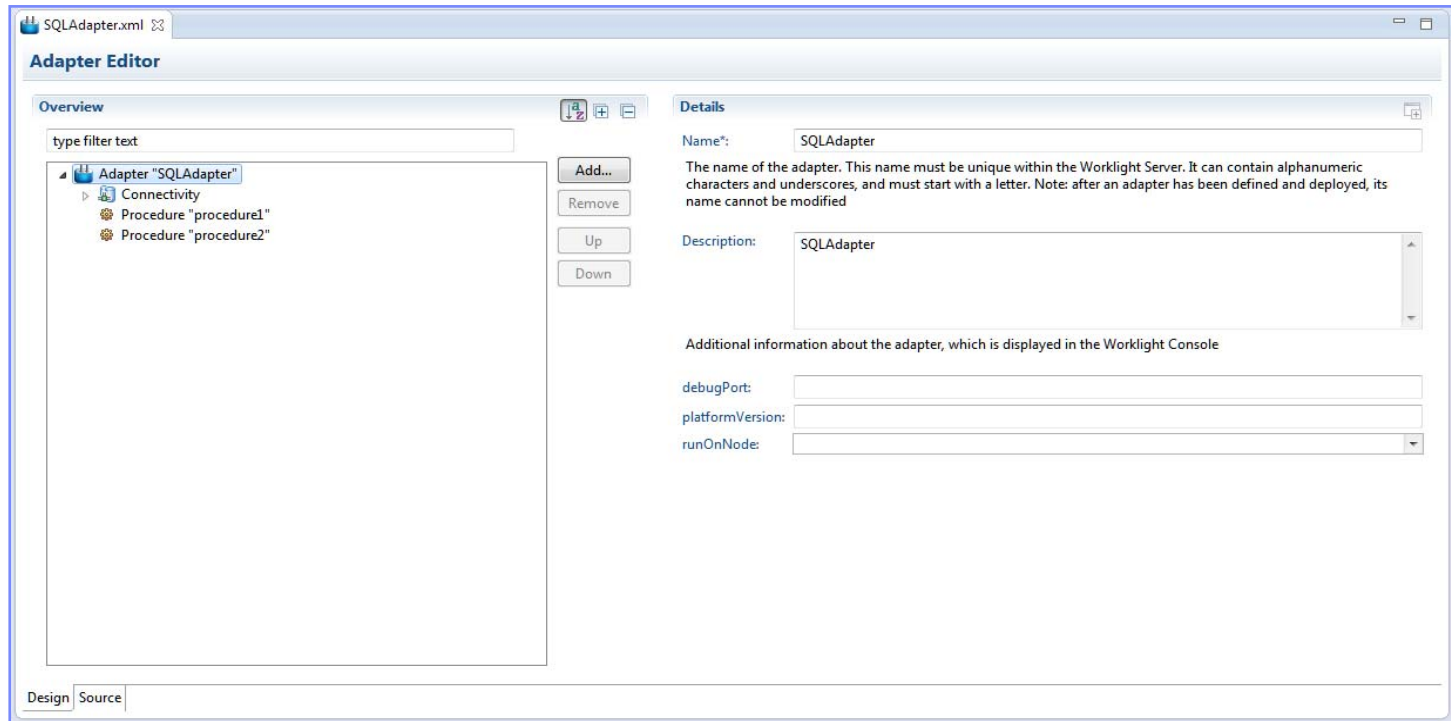 SQLAdapter.xml
Adapter Editor
Overview
type filter text
Adapter "SQLAdapter"
Connectivity
Procedure "procedure1"
Procedure "procedure2"
Add...
Remove
Up
Down
Details
Name*:
SQLAdapter
The name of the adapter. This name must be unique within the Worklight Server. It can contain alphanumeric
characters and underscores, and must start with a letter. Note: after an adapter has been defined and deployed, its
name cannot be modified
Description:
SQLAdapter
Additional information about the adapter, which is displayed in the Worklight Console
debugPort:
platformVersion:
runOnNode:
Design
Source